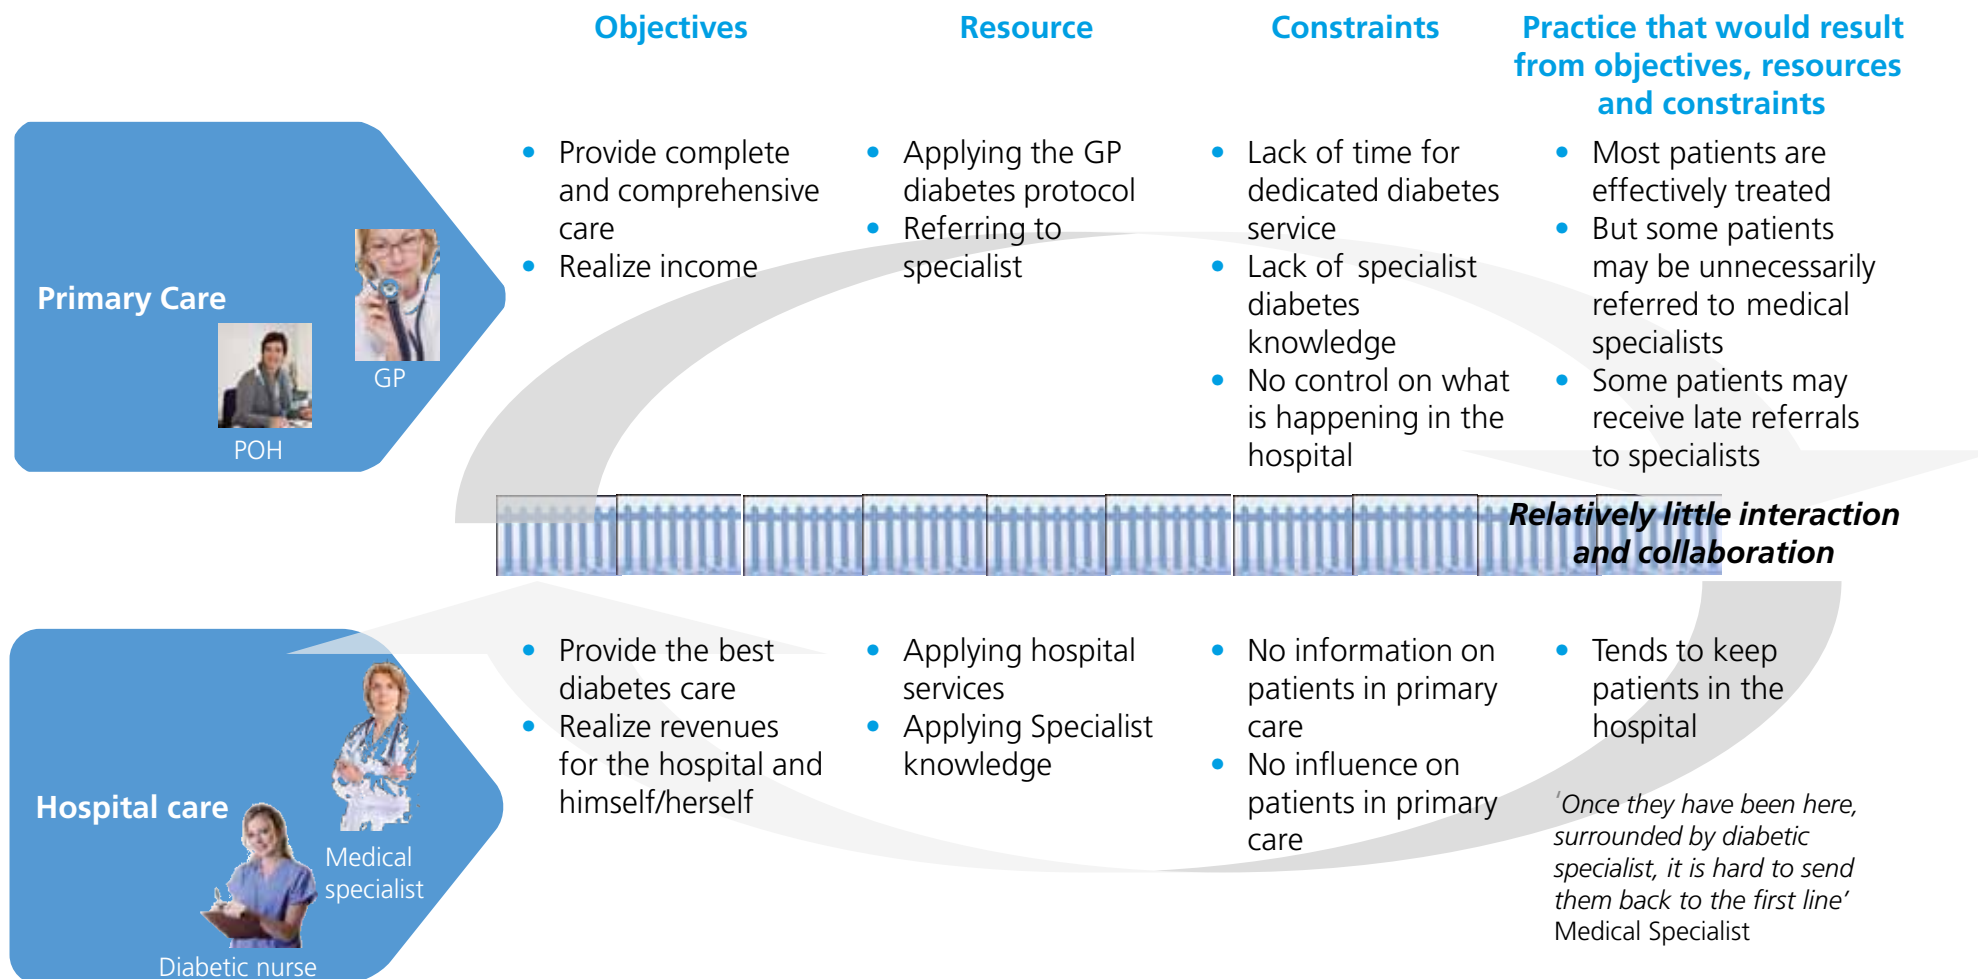 Objectives
Resource
Constraints
Practice that would result
from objectives, resources
and constraints
Primary Care
GP
POH
• Provide complete
and comprehensive
care
• Realize income
• Applying the GP
diabetes protocol
• Referring to
specialist
• Lack of time for
dedicated diabetes
service
• Lack of specialist
diabetes
knowledge
• No control on what
is happening in the
hospital
• Most patients are
effectively treated
• But some patients
may be unnecessarily
referred to medical
specialists
• Some patients may
receive late referrals
to specialists
Relatively little interaction
and collaboration
Hospital care
Medical
specialist
Diabetic nurse
• Provide the best
diabetes care
• Realize revenues
for the hospital and
himself/herself
• Applying hospital
services
• Applying Specialist
knowledge
• No information on
patients in primary
care
• No influence on
patients in primary
care
• Tends to keep
patients in the
hospital
'Once they have been here,
surrounded by diabetic
specialist, it is hard to send
them back to the first line’
Medical Specialist